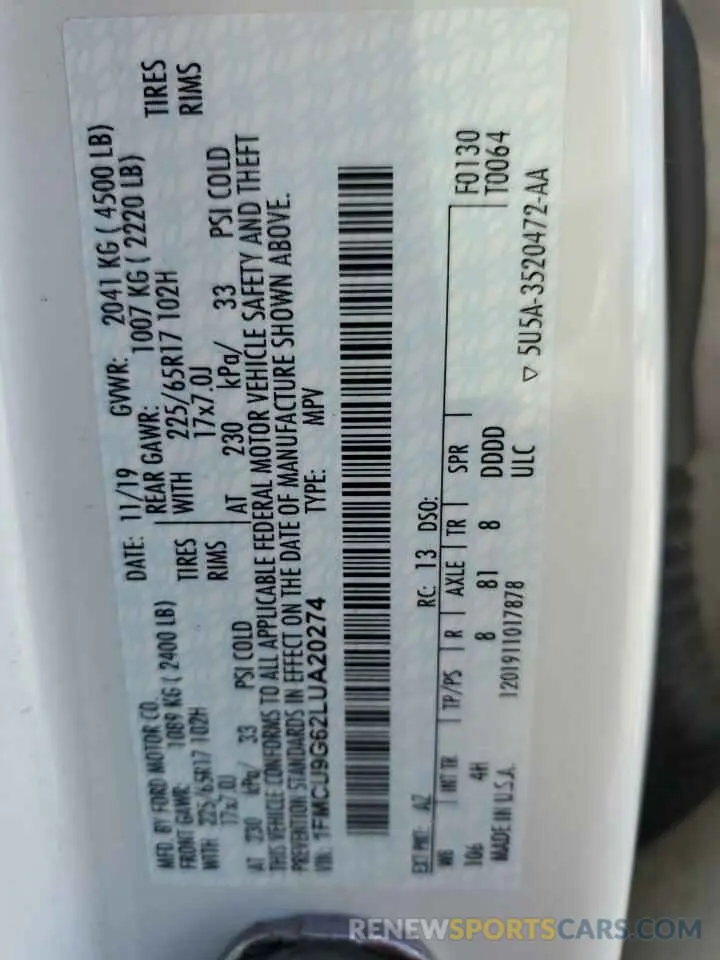 MFD. BY FORD MOTOR CO.
DATE: 11/19 GVWR: 2041 KG ( 4500 LB)
FRONT GAWR: 1089 KG ( 2400 LB) REAR GAWR: 1007 KG ( 2220 LB)
WITH 225/65R17 102H TIRES WITH 225/65R17 102H TIRES
17x7.0J RIMS 17x7.0J RIMS
AT 230 kPa/ 33 PSI COLD AT 230 kPa/ 33 PSI COLD
THIS VEHICLE CONFORMS TO ALL APPLICABLE FEDERAL MOTOR VEHICLE SAFETY AND THEFT
PREVENTION STANDARDS IN EFFECT ON THE DATE OF MANUFACTURE SHOWN ABOVE.
VIN: 1FMCU9G62LUA20274 TYPE: MPV
EXT PNT: AZ RC: 13 DSO:
WB INT TR TP/PS R AXLE TR SPR F0130
106 4H 8 81 8 DDDD T0064
MADE IN U.S.A. 1201911017878 ULC ▽ 5U5A-3520472-AA
RENEWSPORTSCARS.COM